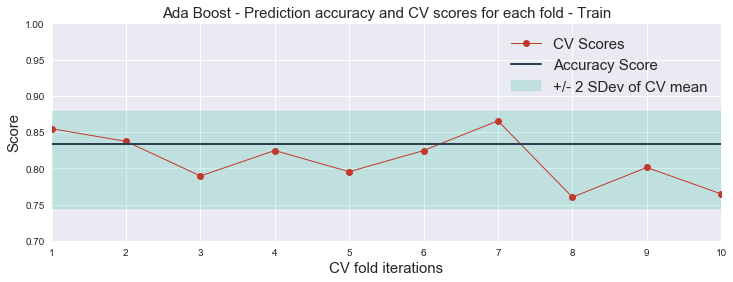 Ada Boost - Prediction accuracy and CV scores for each fold - Train
1.00
0.95
0.90
0.85
0.80
0.75
0.70
Score
CV Scores
Accuracy Score
+/- 2 SDev of CV mean
1 2 3 4 5 6 7 8 9 10
CV fold iterations